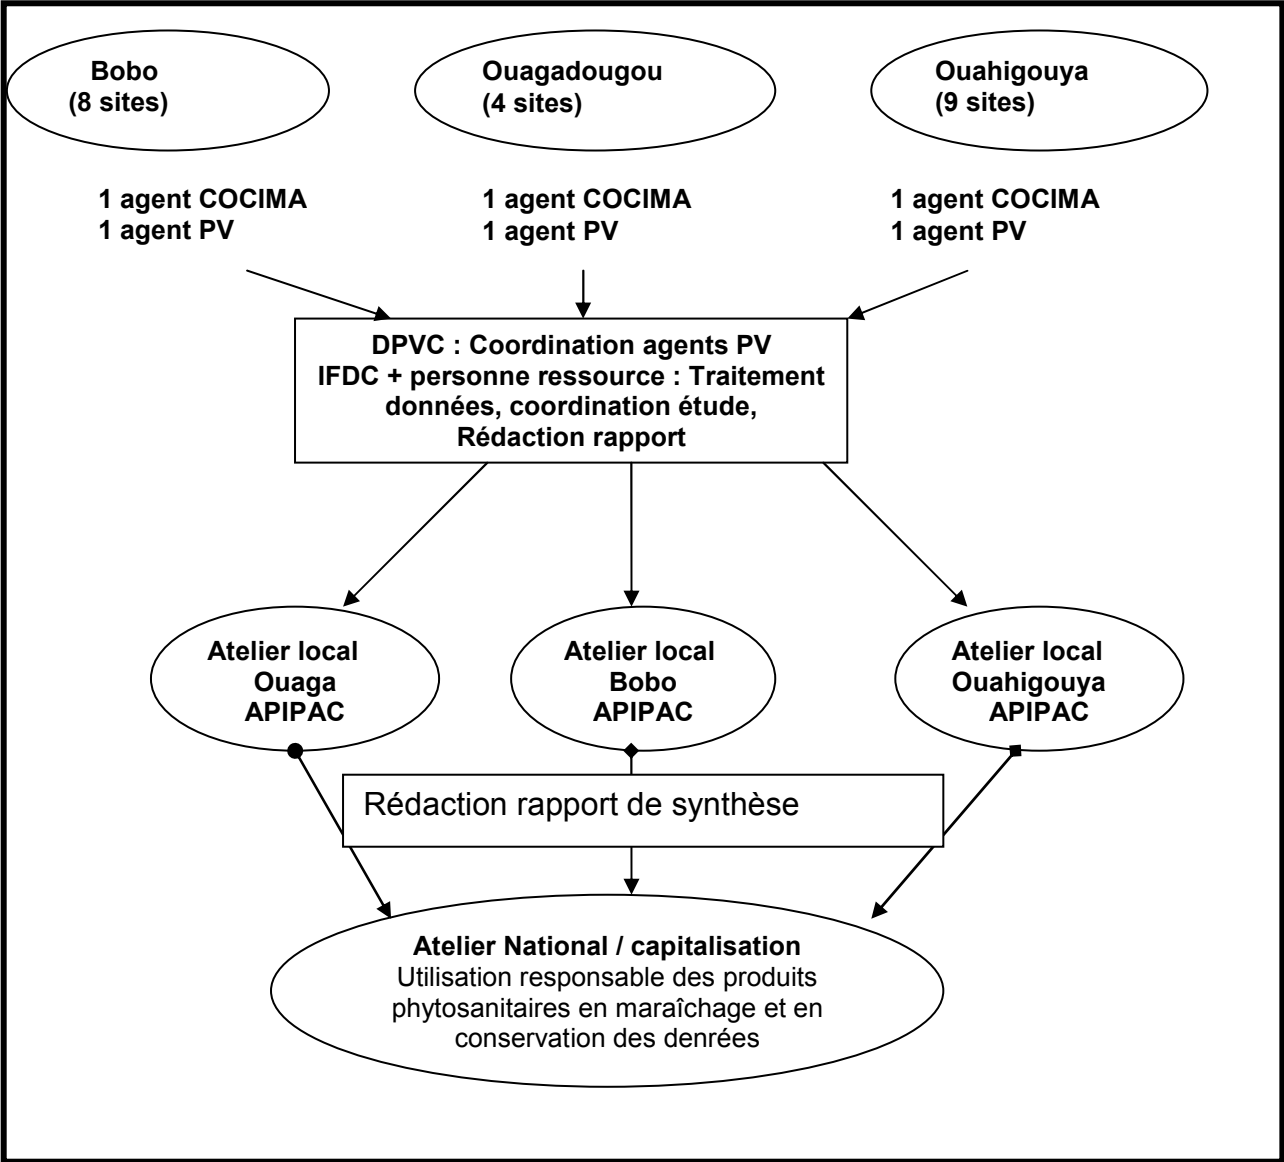 Bobo
(8 sites)
Ouagadougou
(4 sites)
Ouahigouya
(9 sites)
1 agent COCIMA
1 agent PV
1 agent COCIMA
1 agent PV
1 agent COCIMA
1 agent PV
DPVC : Coordination agents PV
IFDC + personne ressource : Traitement
données, coordination étude,
Rédaction rapport
Atelier local
Ouaga
APIPAC
Atelier local
Bobo
APIPAC
Atelier local
Ouahigouya
APIPAC
Rédaction rapport de synthèse
Atelier National / capitalisation
Utilisation responsable des produits
phytosanitaires en maraîchage et en
conservation des denrées